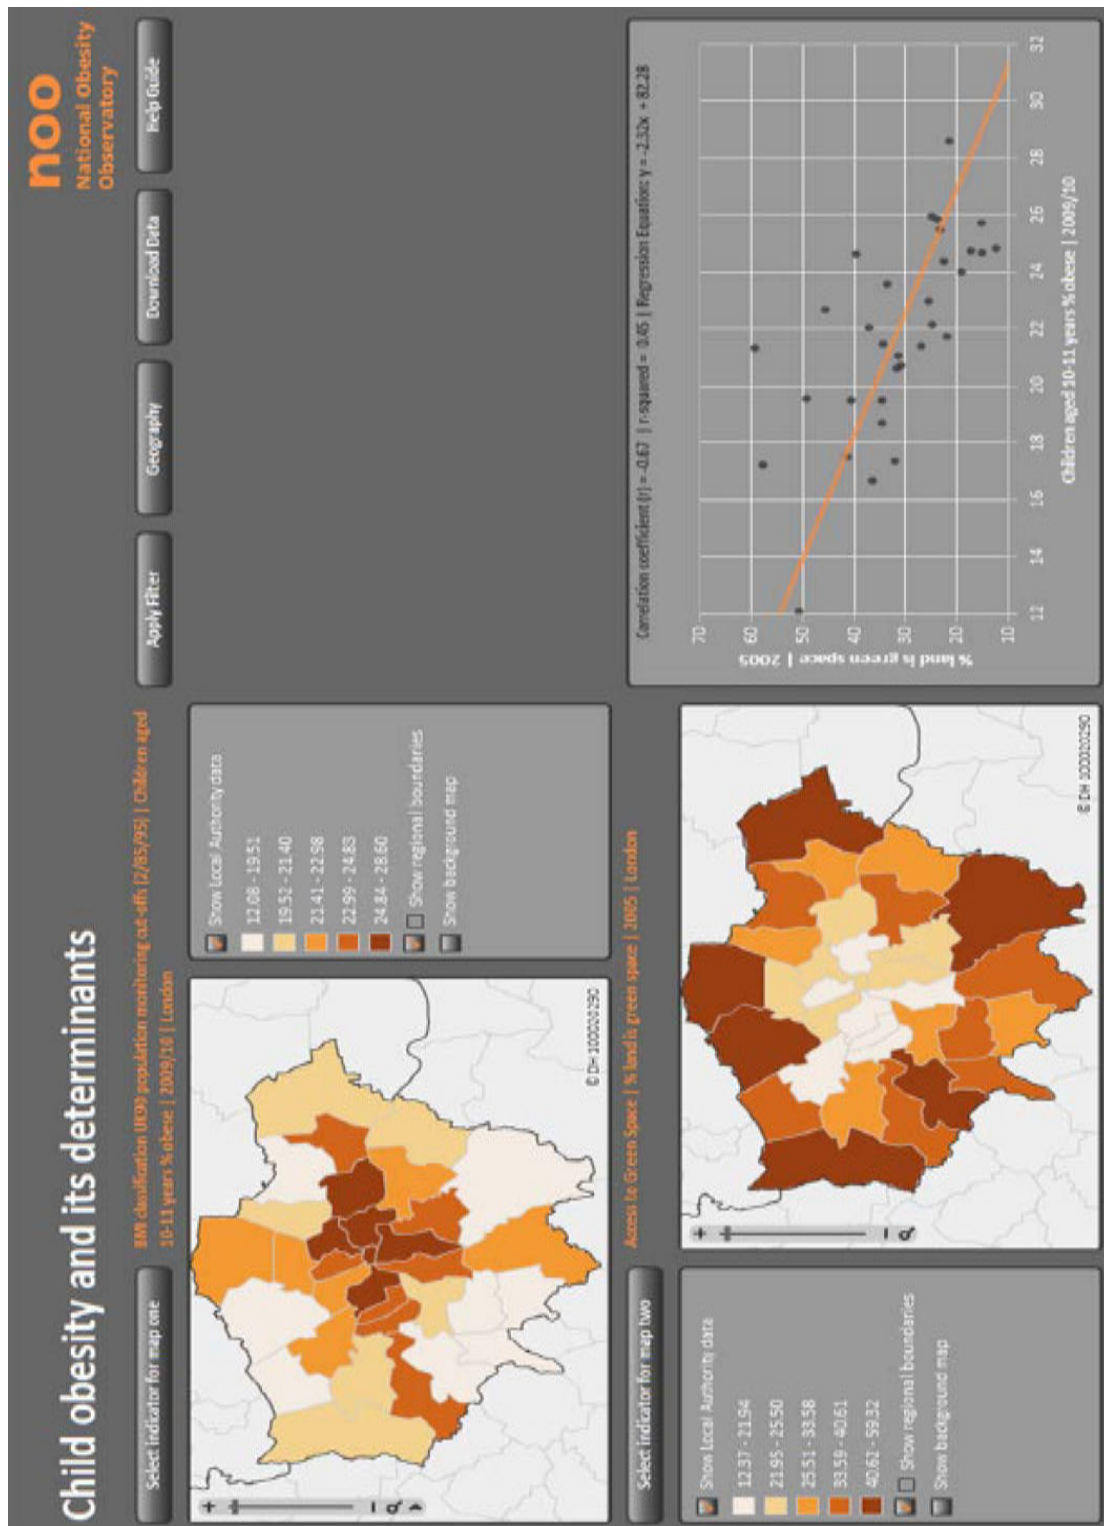 Child obesity and its determinants
noo
National Obesity
Observatory
Select indicator for map one
BMI classification UK90 population monitoring cut-offs (2/85/95) | Children aged
10-11 years % obese | 2009/10 | London
Apply Filter
Geography
Download Data
Help Guide
© DH 100020290
Show Local Authority data
12.08 - 19.51
19.52 - 21.40
21.41 - 22.98
22.99 - 24.83
24.84 - 28.60
Show regional boundaries
Show background map
Select indicator for map two
Access to Green Space | % land is green space | 2005 | London
Show Local Authority data
12.37 - 21.94
21.95 - 25.50
25.51 - 33.58
33.59 - 40.61
40.62 - 59.32
Show regional boundaries
Show background map
© DH 100020290
Correlation coefficient (r) = -0.67 | r-squared = 0.45 | Regression Equation: y = -2.32x + 82.28
% land is green space | 2005
70
60
50
40
30
20
10
12 14 16 18 20 22 24 26 28 30 32
Children aged 10-11 years % obese | 2009/10